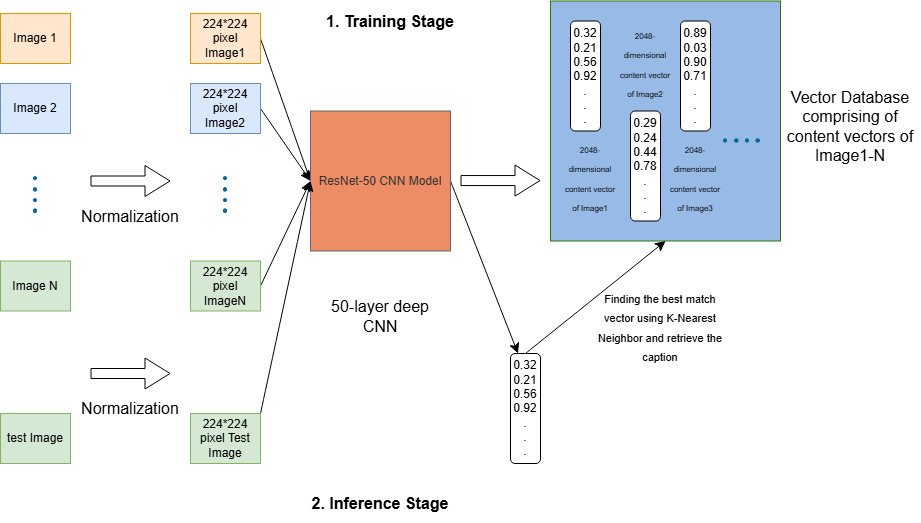 1. Training Stage
Image 1
224*224
pixel
Image1
Image 2
224*224
pixel
Image2
Normalization
Image N
224*224
pixel
ImageN
Normalization
test Image
224*224
pixel Test
Image
ResNet-50 CNN Model
50-layer deep
CNN
0.32
0.21
0.56
0.92
.
.
.
2048-
dimensional
content vector
of Image2
0.89
0.03
0.90
0.71
.
.
.
0.29
0.24
0.44
0.78
.
.
.
2048-
dimensional
content vector
of Image1
2048-
dimensional
content vector
of Image3
Vector Database
comprising of
content vectors of
Image1-N
Finding the best match
vector using K-Nearest
Neighbor and retrieve the
caption
0.32
0.21
0.56
0.92
.
.
.
2. Inference Stage